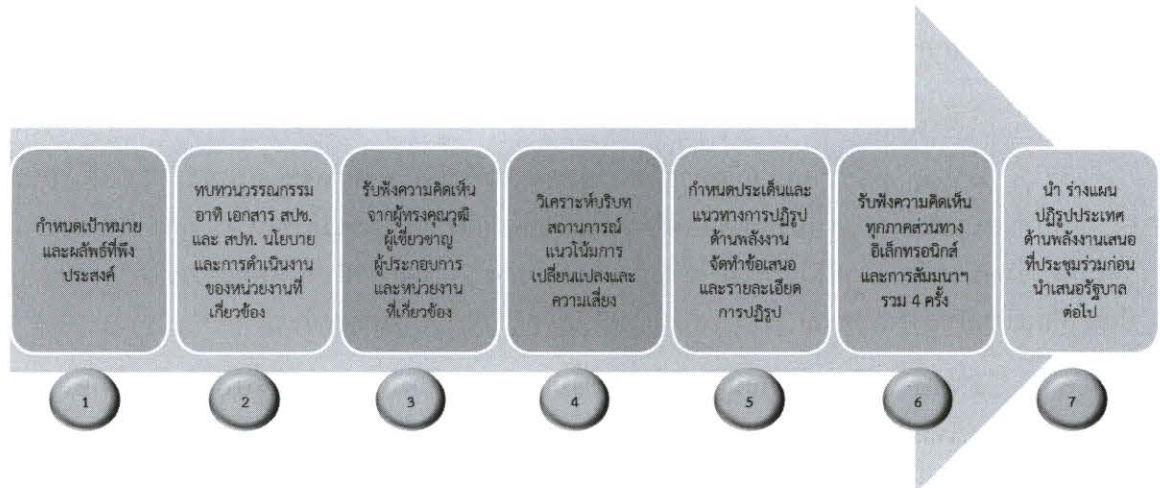 กำหนดเป้าหมาย
และผลัพธ์ที่พึง
ประสงค์
ทบทวนวรรณกรรม
อาทิ เอกสาร สปช.
และ สปท. นโยบาย
และการดำเนินงาน
ของหน่วยงานที่
เกี่ยวข้อง
รับฟังความคิดเห็น
จากผู้ทรงคุณวุฒิ
ผู้เชี่ยวชาญ
ผู้ประกอบการ
และหน่วยงาน
ที่เกี่ยวข้อง
วิเคราะห์บริบท
สถานการณ์
แนวโน้มการ
เปลี่ยนแปลงและ
ความเสี่ยง
กำหนดประเด็นและ
แนวทางการปฏิรูป
ด้านพลังงาน
จัดทำข้อเสนอ
และรายละเอียด
การปฏิรูป
รับฟังความคิดเห็น
ทุกภาคส่วนทาง
อิเล็กทรอนิกส์
และการสัมมนาฯ
รวม 4 ครั้ง
นำ ร่างแผน
ปฏิรูปประเทศ
ด้านพลังงานเสนอ
ที่ประชุมร่วมก่อน
นำเสนอรัฐบาล
ต่อไป
1
2
3
4
5
6
7